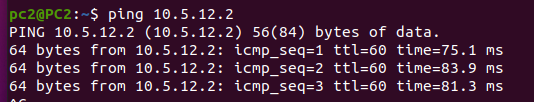 pc2@PC2:~$ ping 10.5.12.2
PING 10.5.12.2 (10.5.12.2) 56(84) bytes of data.
64 bytes from 10.5.12.2: icmp_seq=1 ttl=60 time=75.1 ms
64 bytes from 10.5.12.2: icmp_seq=2 ttl=60 time=83.9 ms
64 bytes from 10.5.12.2: icmp_seq=3 ttl=60 time=81.3 ms